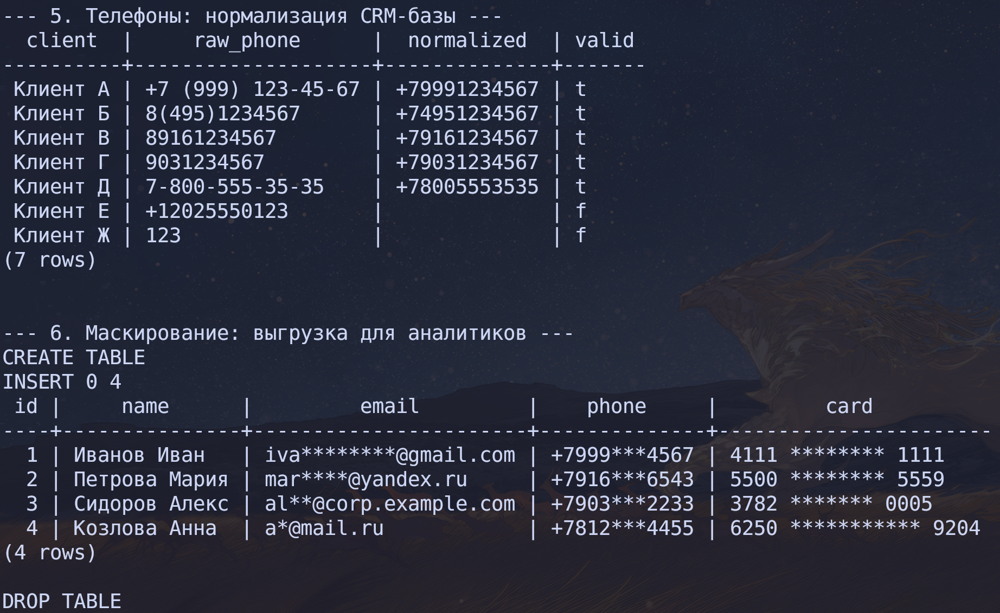 --- 5. Телефоны: нормализация CRM-базы ---
  client  |     raw_phone      |  normalized  | valid
----------+--------------------+--------------+-------
 Клиент А | +7 (999) 123-45-67 | +79991234567 | t
 Клиент Б | 8(495)1234567      | +74951234567 | t
 Клиент В | 89161234567        | +79161234567 | t
 Клиент Г | 9031234567         | +79031234567 | t
 Клиент Д | 7-800-555-35-35    | +78005553535 | t
 Клиент Е | +12025550123       |              | f
 Клиент Ж | 123                |              | f
(7 rows)
--- 6. Маскирование: выгрузка для аналитиков ---
CREATE TABLE
INSERT 0 4
 id |     name      |         email         |    phone     |         card
----+---------------+-----------------------+--------------+-----------------------
  1 | Иванов Иван   | iva********@gmail.com | +7999***4567 | 4111 ******** 1111
  2 | Петрова Мария | mar****@yandex.ru     | +7916***6543 | 5500 ******** 5559
  3 | Сидоров Алекс | al**@corp.example.com | +7903***2233 | 3782 ******* 0005
  4 | Козлова Анна  | a*@mail.ru            | +7812***4455 | 6250 *********** 9204
(4 rows)
DROP TABLE